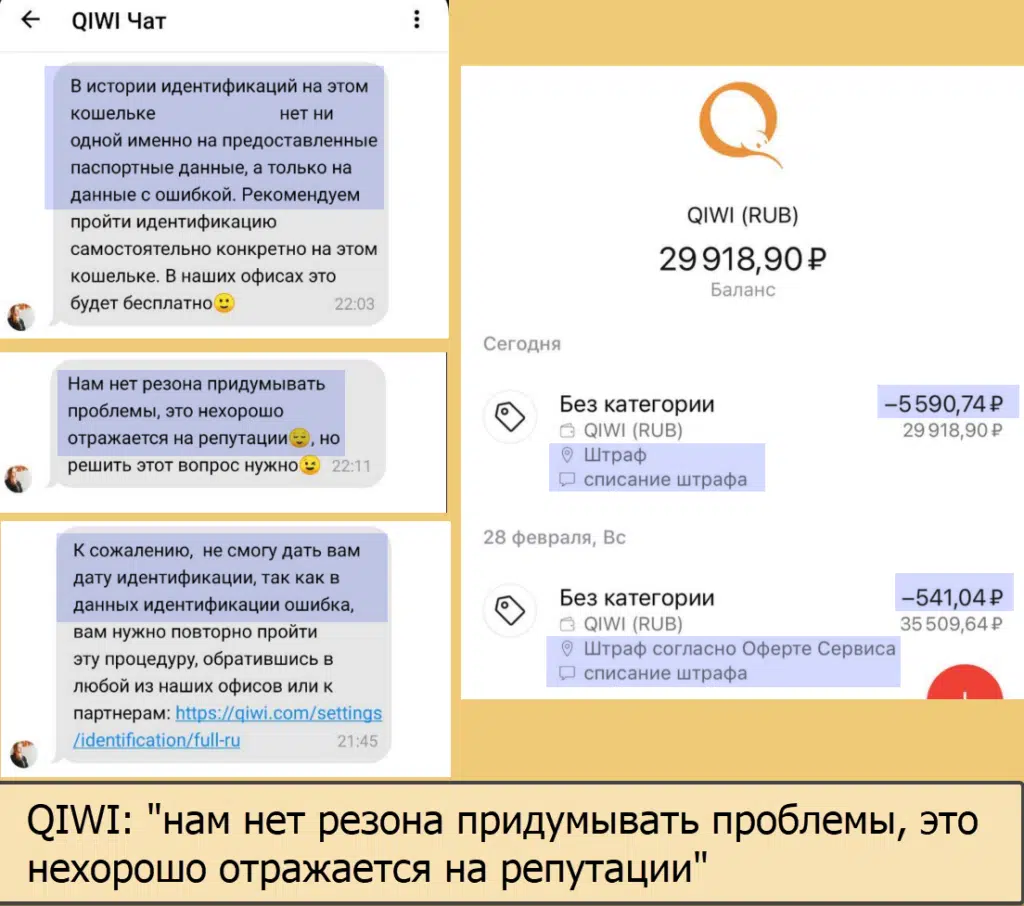 QIWI Чат
В истории идентификаций на этом
кошельке нет ни
одной именно на предоставленные
паспортные данные, а только на
данные с ошибкой. Рекомендуем
пройти идентификацию
самостоятельно конкретно на этом
кошельке. В наших офисах это
будет бесплатно🙂 22:03
Нам нет резона придумывать
проблемы, это нехорошо
отражается на репутации😌, но
решить этот вопрос нужно😉 22:11
К сожалению, не смогу дать вам
дату идентификации, так как в
данных идентификации ошибка,
вам нужно повторно пройти
эту процедуру, обратившись в
любой из наших офисов или к
партнерам: https://qiwi.com/settings
/identification/full-ru 21:45
QIWI (RUB)
29 918,90 ₽
Баланс
Сегодня
Без категории −5 590,74 ₽
QIWI (RUB) 29 918,90 ₽
Штраф
списание штрафа
28 февраля, Вс
Без категории −541,04 ₽
QIWI (RUB) 35 509,64 ₽
Штраф согласно Оферте Сервиса
списание штрафа
QIWI: "нам нет резона придумывать проблемы, это
нехорошо отражается на репутации"